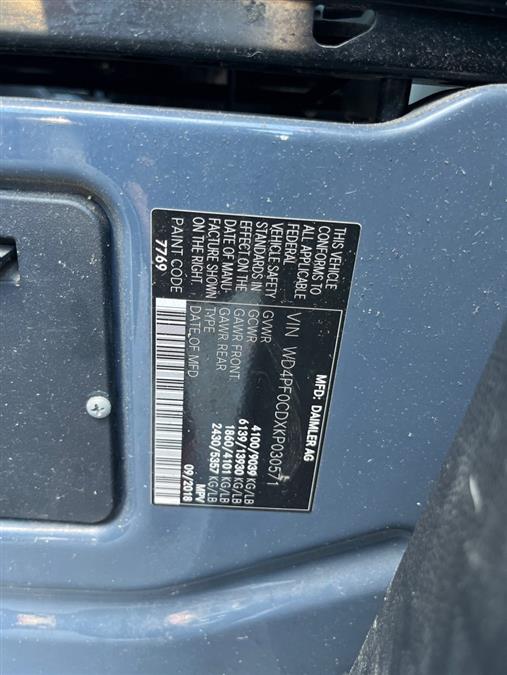 MFD: DAIMLER AG
VIN WD4PF0CDXKP030571
GVWR 4100/9039 KG/LB
GCWR 6139/13930 KG/LB
GAWR FRONT: 1860/4101 KG/LB
GAWR REAR 2430/5357 KG/LB
TYPE MPV
DATE OF MFD 09/2018
THIS VEHICLE
CONFORMS TO
ALL APPLICABLE
FEDERAL
VEHICLE SAFETY
STANDARDS IN
EFFECT ON THE
DATE OF MANU-
FACTURE SHOWN
ON THE RIGHT.
PAINT CODE
7769